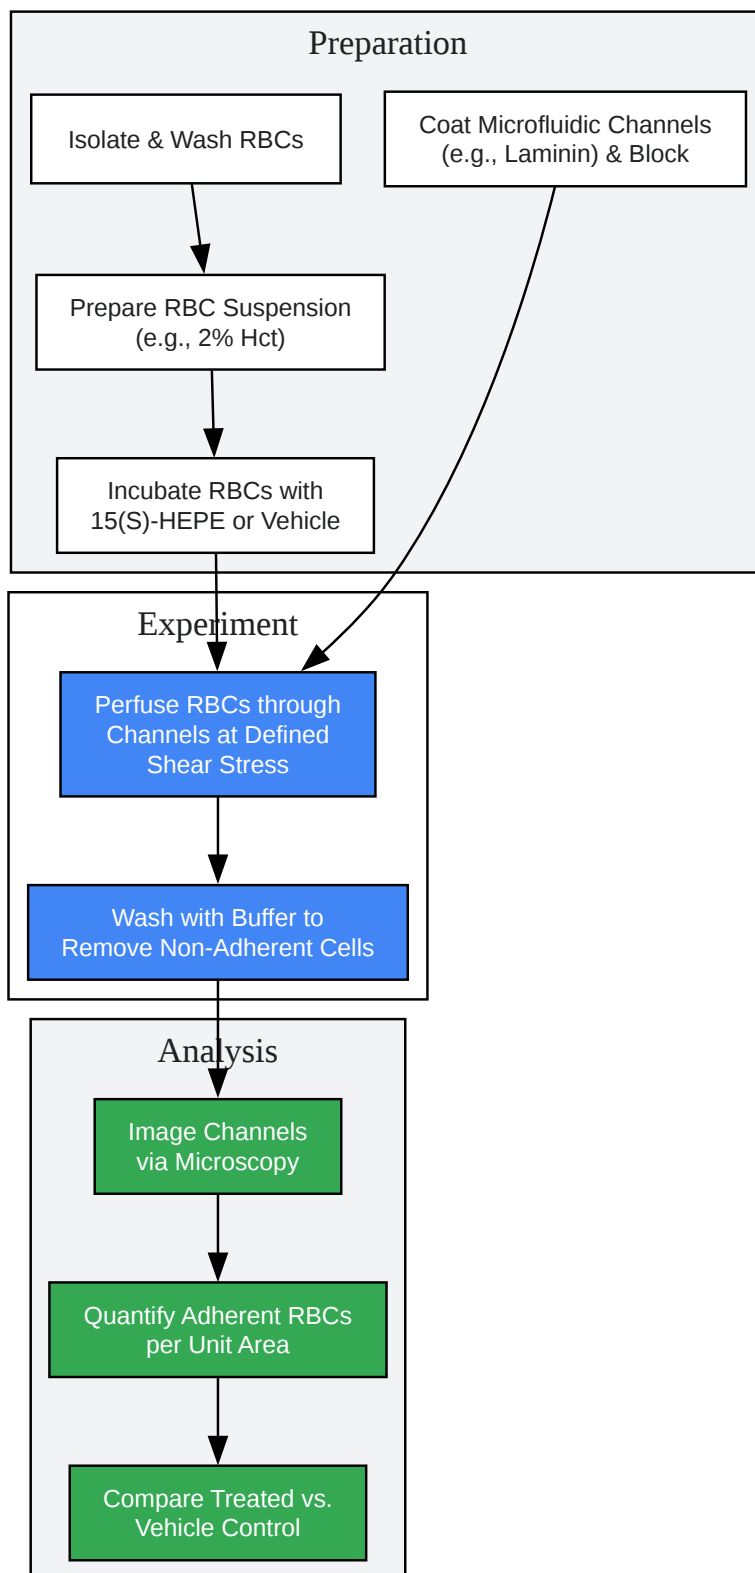 Preparation
Isolate & Wash RBCs
Coat Microfluidic Channels
(e.g., Laminin) & Block
Prepare RBC Suspension
(e.g., 2% Hct)
Incubate RBCs with
15(S)-HEPE or Vehicle
Experiment
Perfuse RBCs through
Channels at Defined
Shear Stress
Wash with Buffer to
Remove Non-Adherent Cells
Analysis
Image Channels
via Microscopy
Quantify Adherent RBCs
per Unit Area
Compare Treated vs.
Vehicle Control